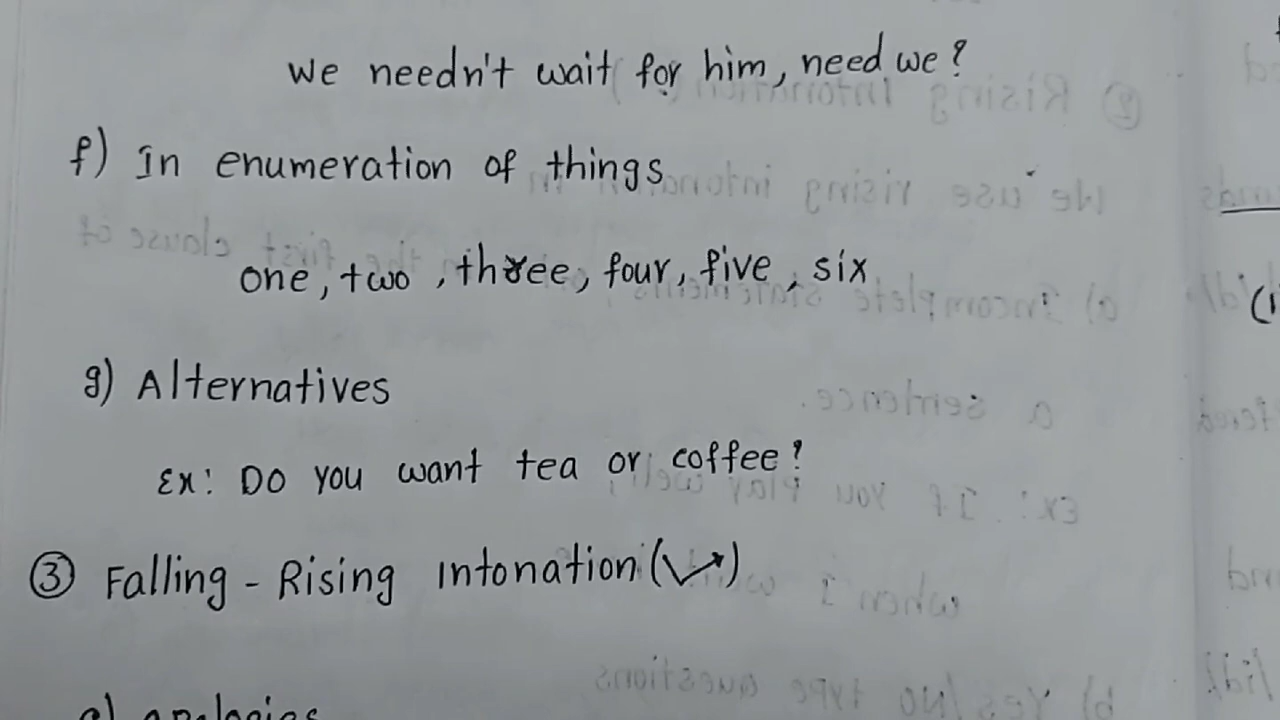 We needn't wait for him, need we?
f) In enumeration of things
one, two, three, four, five, six
g) Alternatives
Ex: Do you want tea or coffee?
③ Falling - Rising Intonation (↘↗)
a) apologies